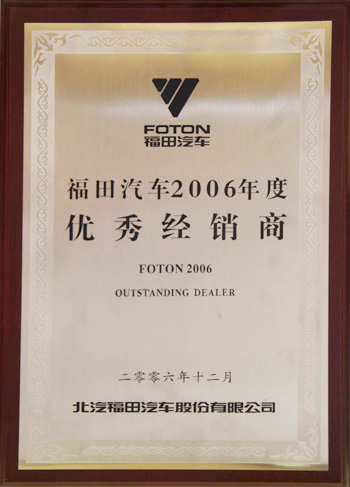 FOTON
福田汽车
福田汽车2006年度
优秀经销商
FOTON 2006
OUTSTANDING DEALER
二零零六年十二月
北汽福田汽车股份有限公司